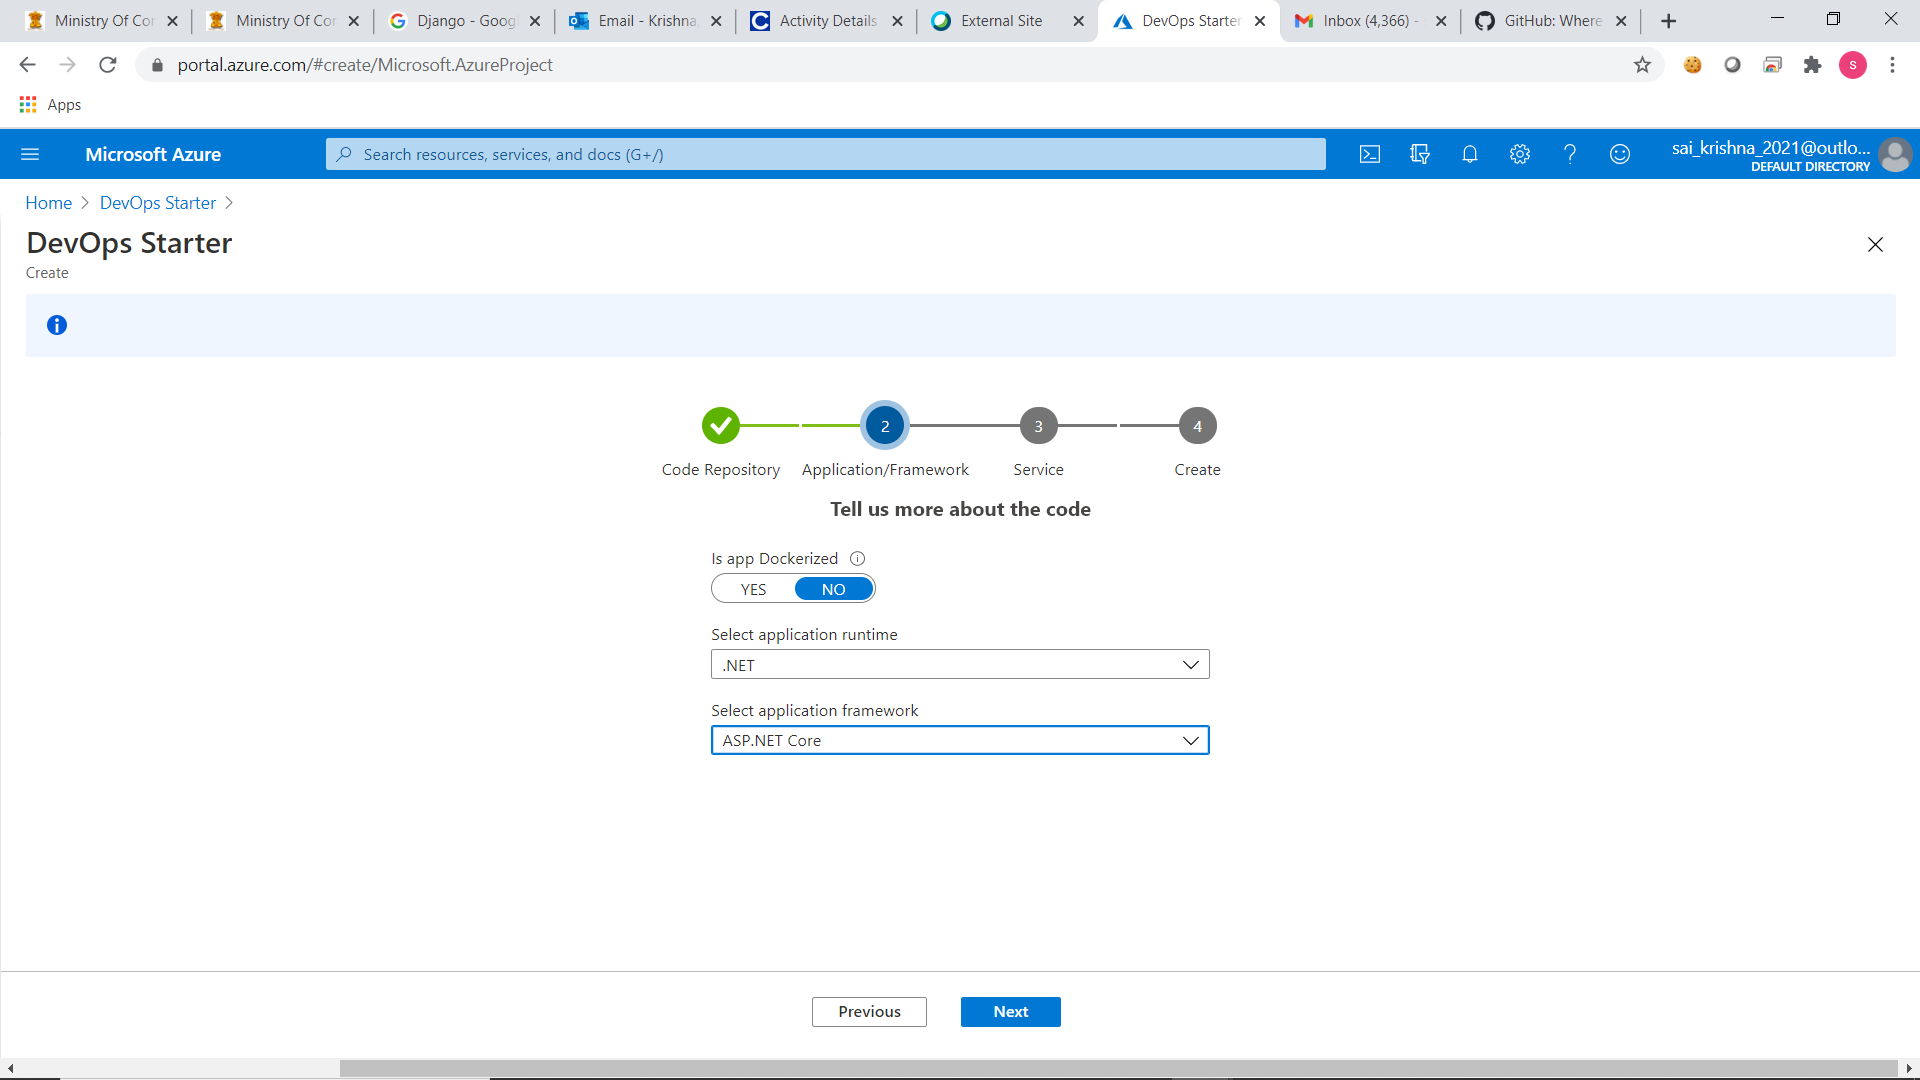 Ministry Of Cor
Ministry Of Cor
Django - Goog
Email - Krishna
Activity Details
External Site
DevOps Starter
Inbox (4,366) -
GitHub: Where
portal.azure.com/#create/Microsoft.AzureProject
S
Apps
Microsoft Azure
Search resources, services, and docs (G+/)
sai_krishna_2021@outlo...
DEFAULT DIRECTORY
Home > DevOps Starter >
DevOps Starter
Create
2
3
4
Code Repository
Application/Framework
Service
Create
Tell us more about the code
Is app Dockerized
YES
NO
Select application runtime
.NET
Select application framework
ASP.NET Core
Previous
Next